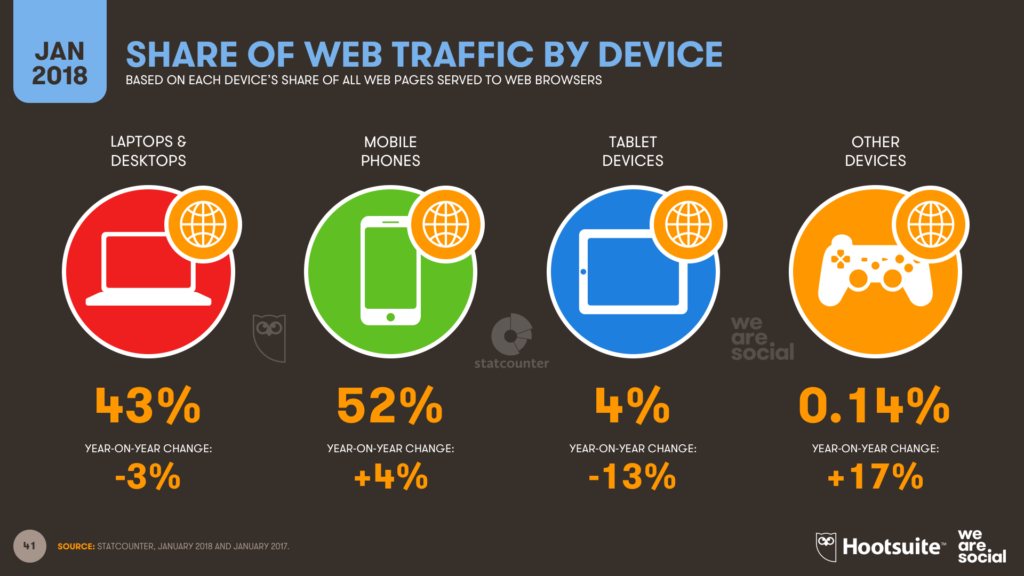 JAN
2018
SHARE OF WEB TRAFFIC BY DEVICE
BASED ON EACH DEVICE'S SHARE OF ALL WEB PAGES SERVED TO WEB BROWSERS
LAPTOPS &
DESKTOPS
MOBILE
PHONES
TABLET
DEVICES
OTHER
DEVICES
statcounter
we
are
social
43%
52%
4%
0.14%
YEAR-ON-YEAR CHANGE:
YEAR-ON-YEAR CHANGE:
YEAR-ON-YEAR CHANGE:
YEAR-ON-YEAR CHANGE:
-3%
+4%
-13%
+17%
41
SOURCE: STATCOUNTER, JANUARY 2018 AND JANUARY 2017.
Hootsuite™
we
are
social